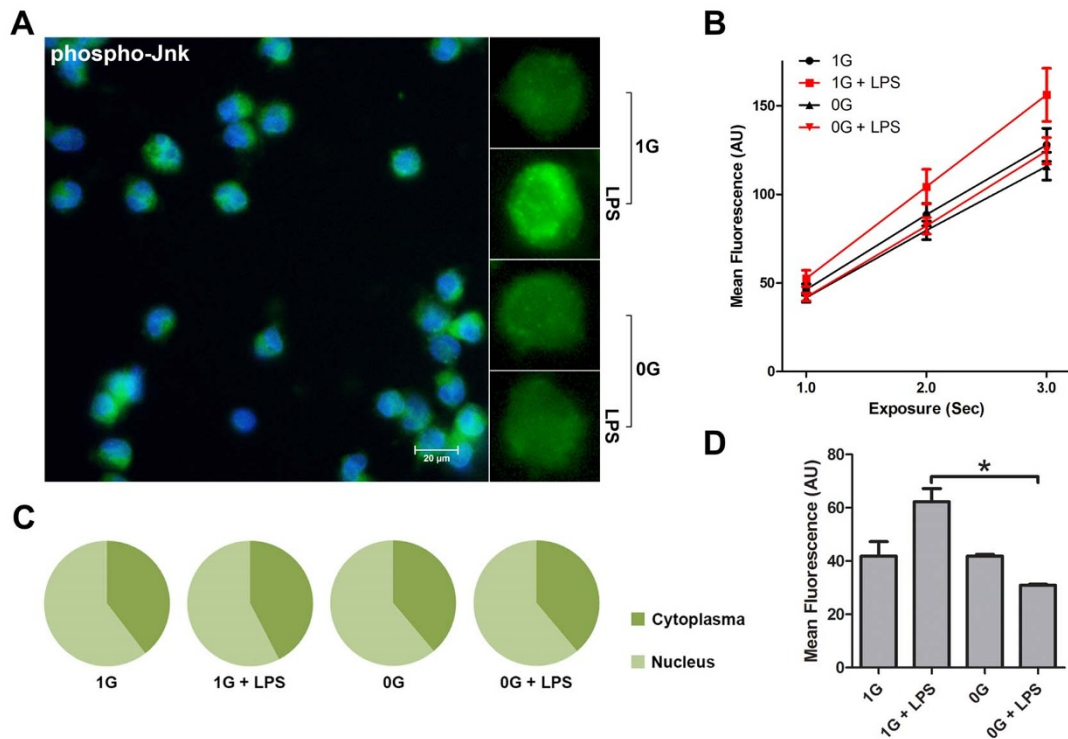 A
phospho-Jnk
20 µm
1G
LPS
0G
LPS
B
1G
1G + LPS
0G
0G + LPS
Mean Fluorescence (AU)
150
100
50
0
1.0 2.0 3.0
Exposure (Sec)
C
1G 1G + LPS 0G 0G + LPS
Cytoplasma
Nucleus
D
*
Mean Fluorescence (AU)
80
60
40
20
0
1G 1G + LPS 0G 0G + LPS